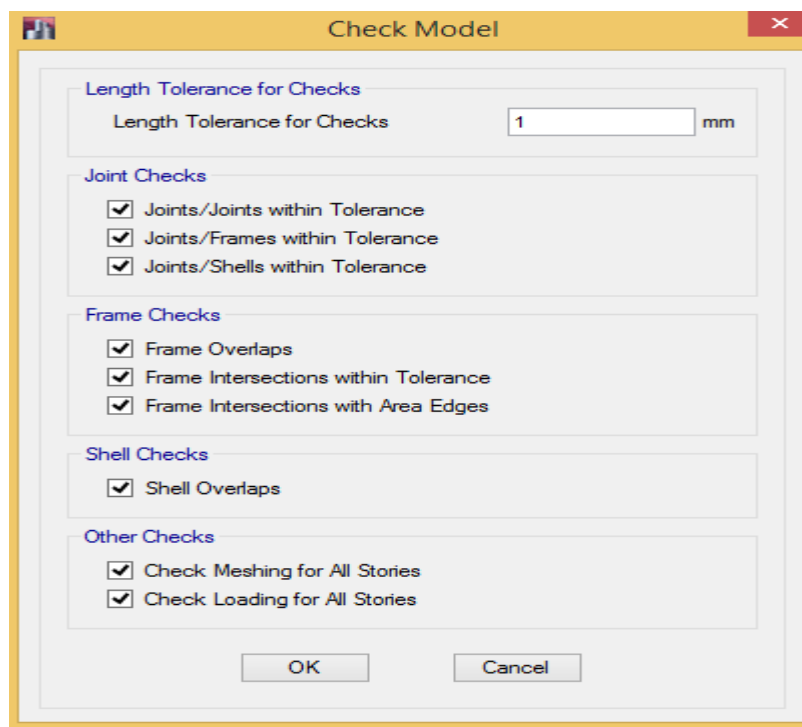 Check Model
Length Tolerance for Checks
Length Tolerance for Checks 1 mm
Joint Checks
Joints/Joints within Tolerance
Joints/Frames within Tolerance
Joints/Shells within Tolerance
Frame Checks
Frame Overlaps
Frame Intersections within Tolerance
Frame Intersections with Area Edges
Shell Checks
Shell Overlaps
Other Checks
Check Meshing for All Stories
Check Loading for All Stories
OK Cancel